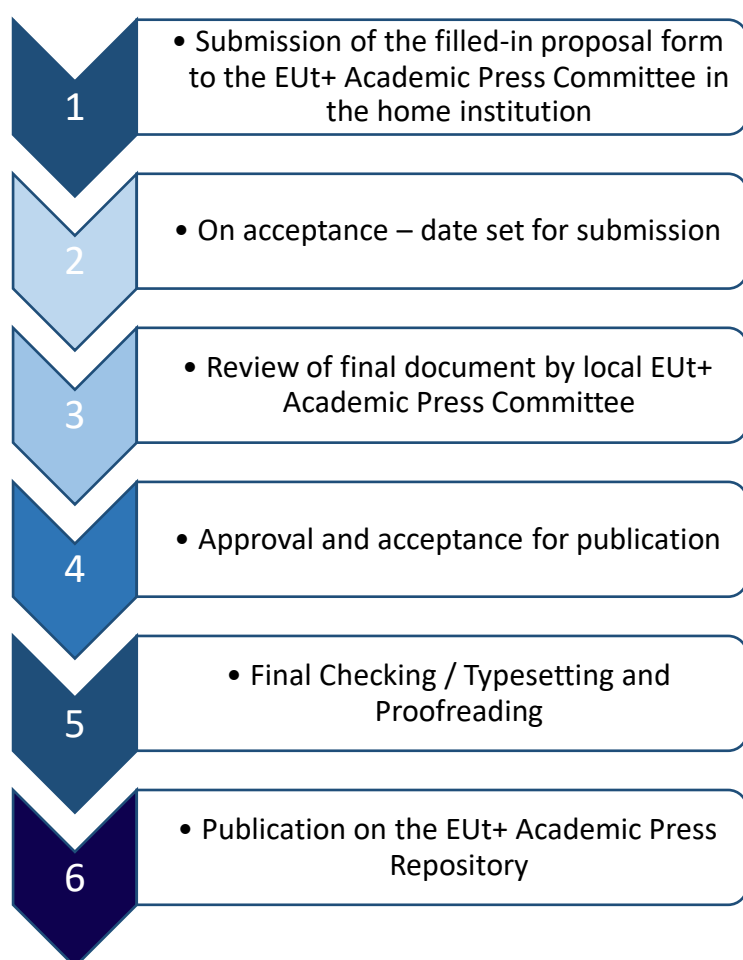 1
• Submission of the filled-in proposal form
to the EUt+ Academic Press Committee in
the home institution
2
• On acceptance – date set for submission
3
• Review of final document by local EUt+
Academic Press Committee
4
• Approval and acceptance for publication
5
• Final Checking / Typesetting and
Proofreading
6
• Publication on the EUt+ Academic Press
Repository